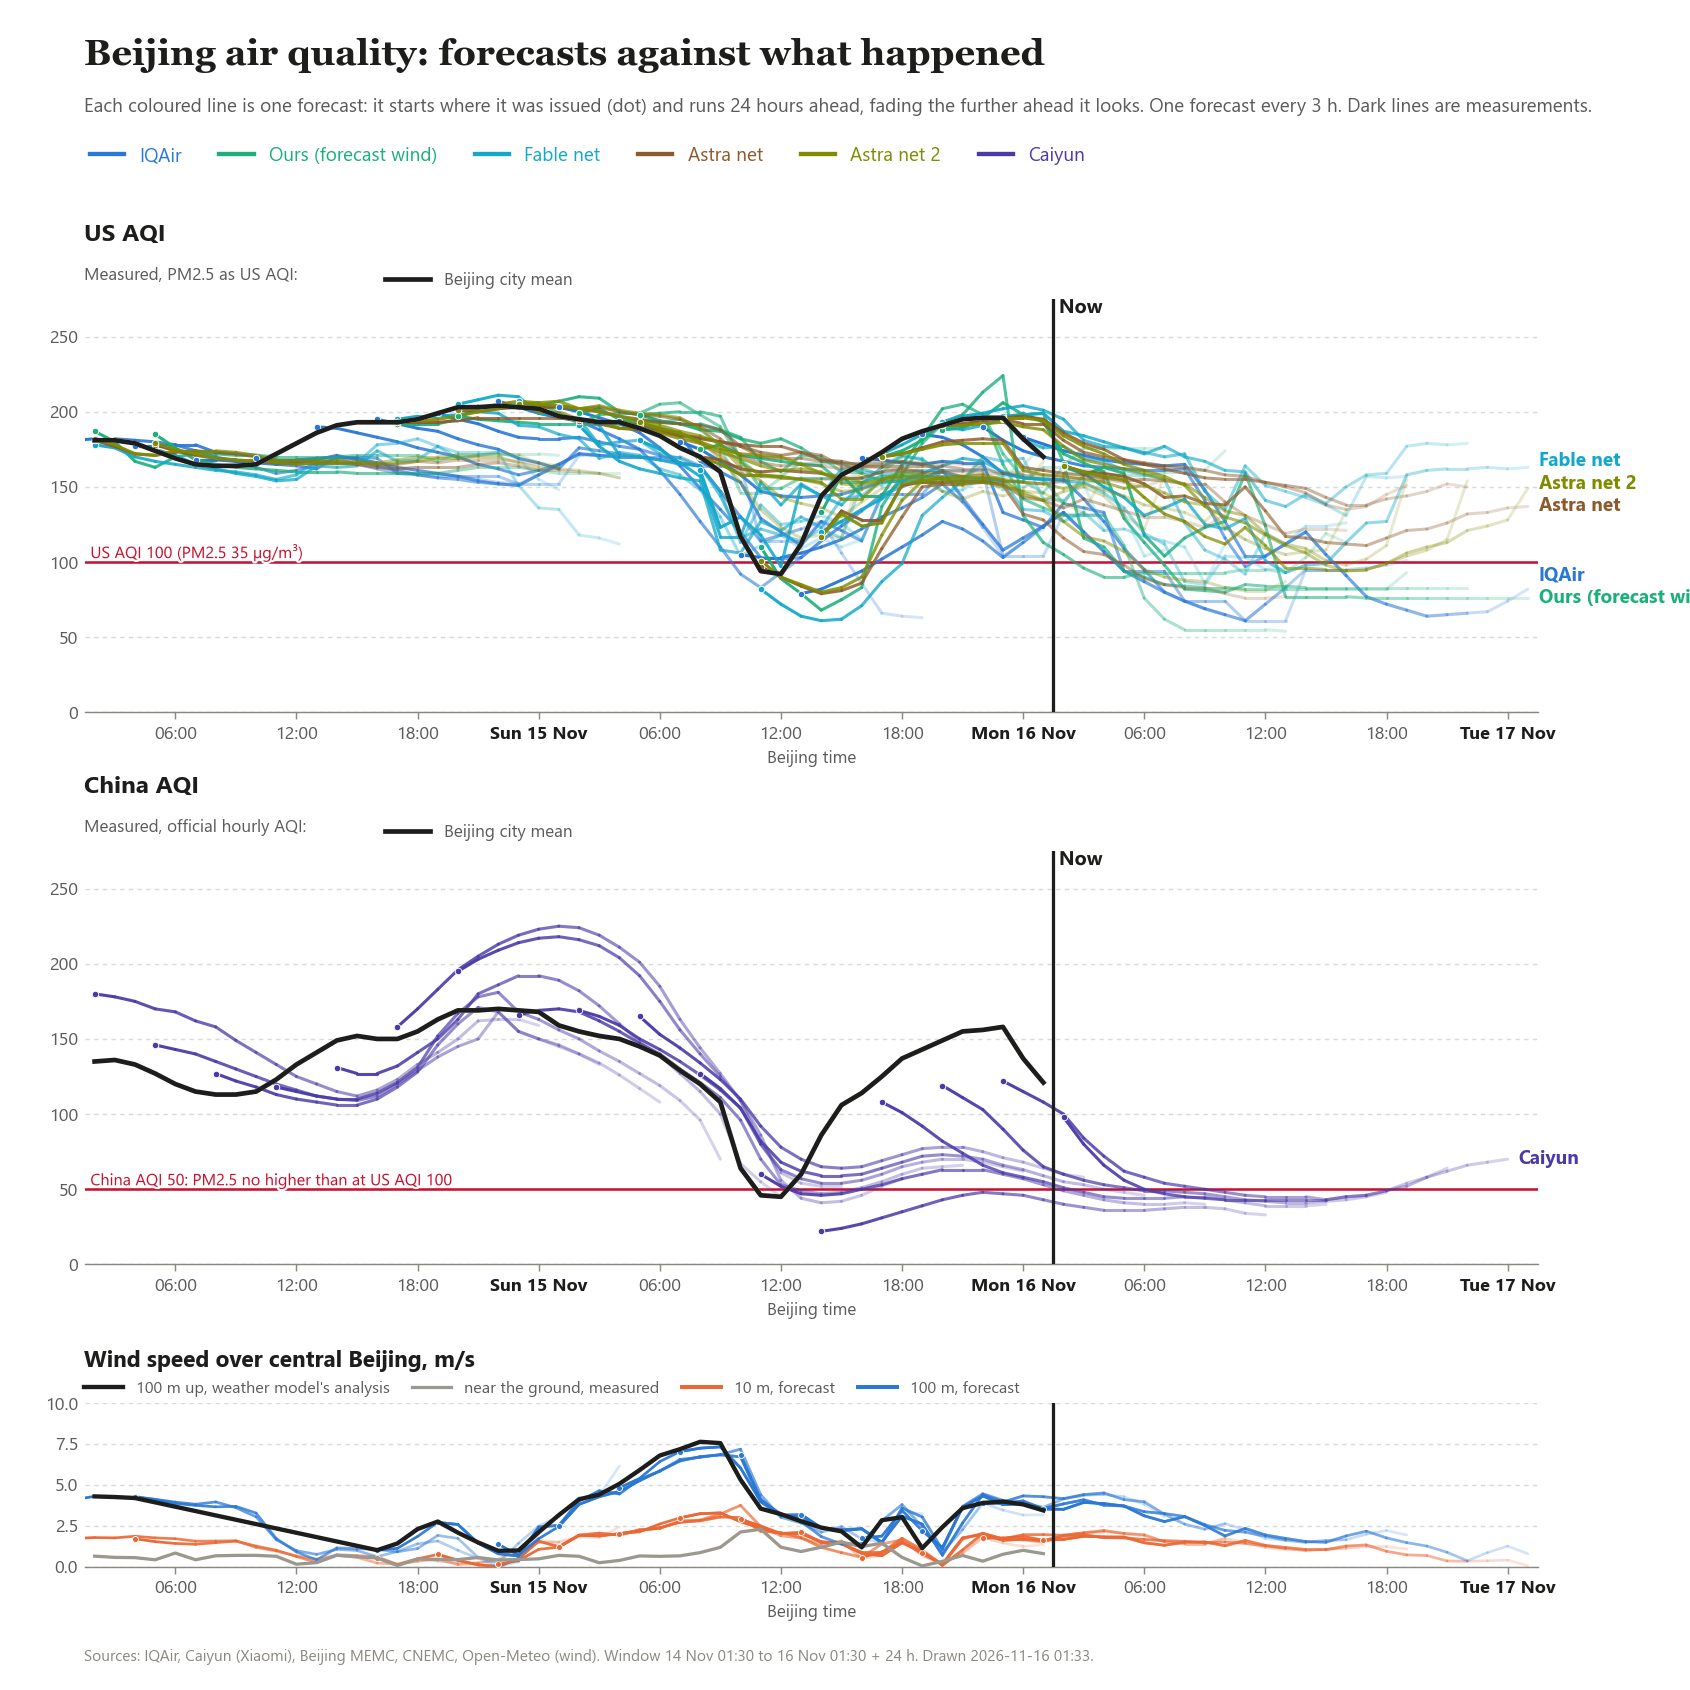 Beijing air quality: forecasts against what happened
Each coloured line is one forecast: it starts where it was issued (dot) and runs 24 hours ahead, fading the further ahead it looks. One forecast every 3 h. Dark lines are measurements.
IQAir Ours (forecast wind) Fable net Astra net Astra net 2 Caiyun
US AQI
Measured, PM2.5 as US AQI: Beijing city mean
Now
250
200
150
100
50
0
US AQI 100 (PM2.5 35 µg/m³)
Fable net
Astra net 2
Astra net
IQAir
Ours (forecast wi
06:00 12:00 18:00 Sun 15 Nov 06:00 12:00 18:00 Mon 16 Nov 06:00 12:00 18:00 Tue 17 Nov
Beijing time
China AQI
Measured, official hourly AQI: Beijing city mean
Now
250
200
150
100
50
0
China AQI 50: PM2.5 no higher than at US AQI 100
Caiyun
06:00 12:00 18:00 Sun 15 Nov 06:00 12:00 18:00 Mon 16 Nov 06:00 12:00 18:00 Tue 17 Nov
Beijing time
Wind speed over central Beijing, m/s
100 m up, weather model's analysis near the ground, measured 10 m, forecast 100 m, forecast
10.0
7.5
5.0
2.5
0.0
06:00 12:00 18:00 Sun 15 Nov 06:00 12:00 18:00 Mon 16 Nov 06:00 12:00 18:00 Tue 17 Nov
Beijing time
Sources: IQAir, Caiyun (Xiaomi), Beijing MEMC, CNEMC, Open-Meteo (wind). Window 14 Nov 01:30 to 16 Nov 01:30 + 24 h. Drawn 2026-11-16 01:33.